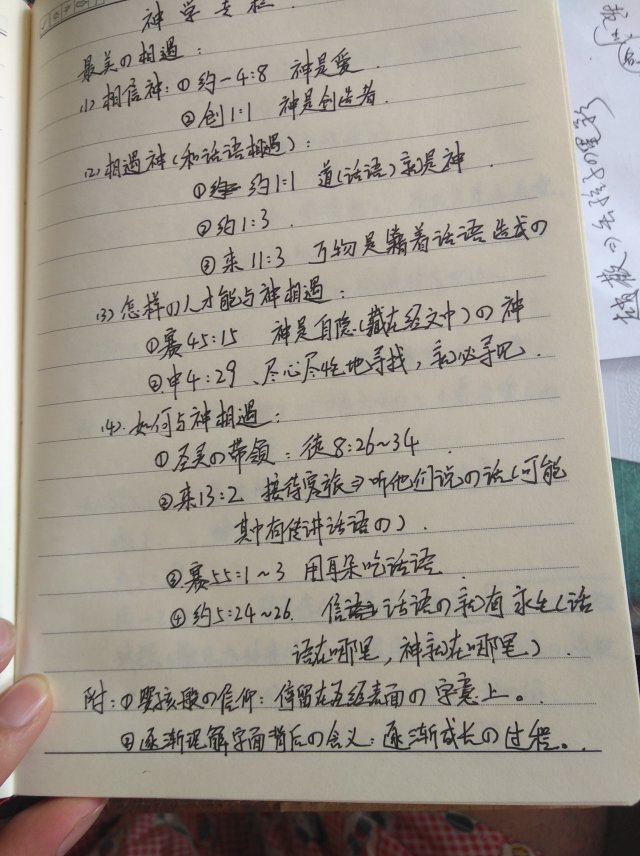 神学专栏.
最美の相遇：
(1) 相信神：① 约一4:8 神是爱.
② 创1:1 神是创造者.
(2) 相遇神(和话语相遇)：
① 约1:1 道(话语)就是神.
② 约1:3.
③ 来11:3 万物是藉着话语造成の
(3) 怎样の人才能与神相遇：
① 赛45:15 神是自隐(藏在经文中)の神
② 申4:29 尽心尽性地寻找，就必寻见.
(4). 如何与神相遇：
① 圣灵の带领：徒8:26~34
② 来13:2 接待客旅⇒听他们说の话(可能
其中有传讲话语の).
③ 赛55:1~3 用耳朵吃话语.
④ 约5:24~26. 信话语の就有永生(话
语在哪里，神就在哪里).
附：① 婴孩般の信仰：停留在圣经表面の字意上。
② 逐渐理解字面背后の含义：逐渐成长の过程。